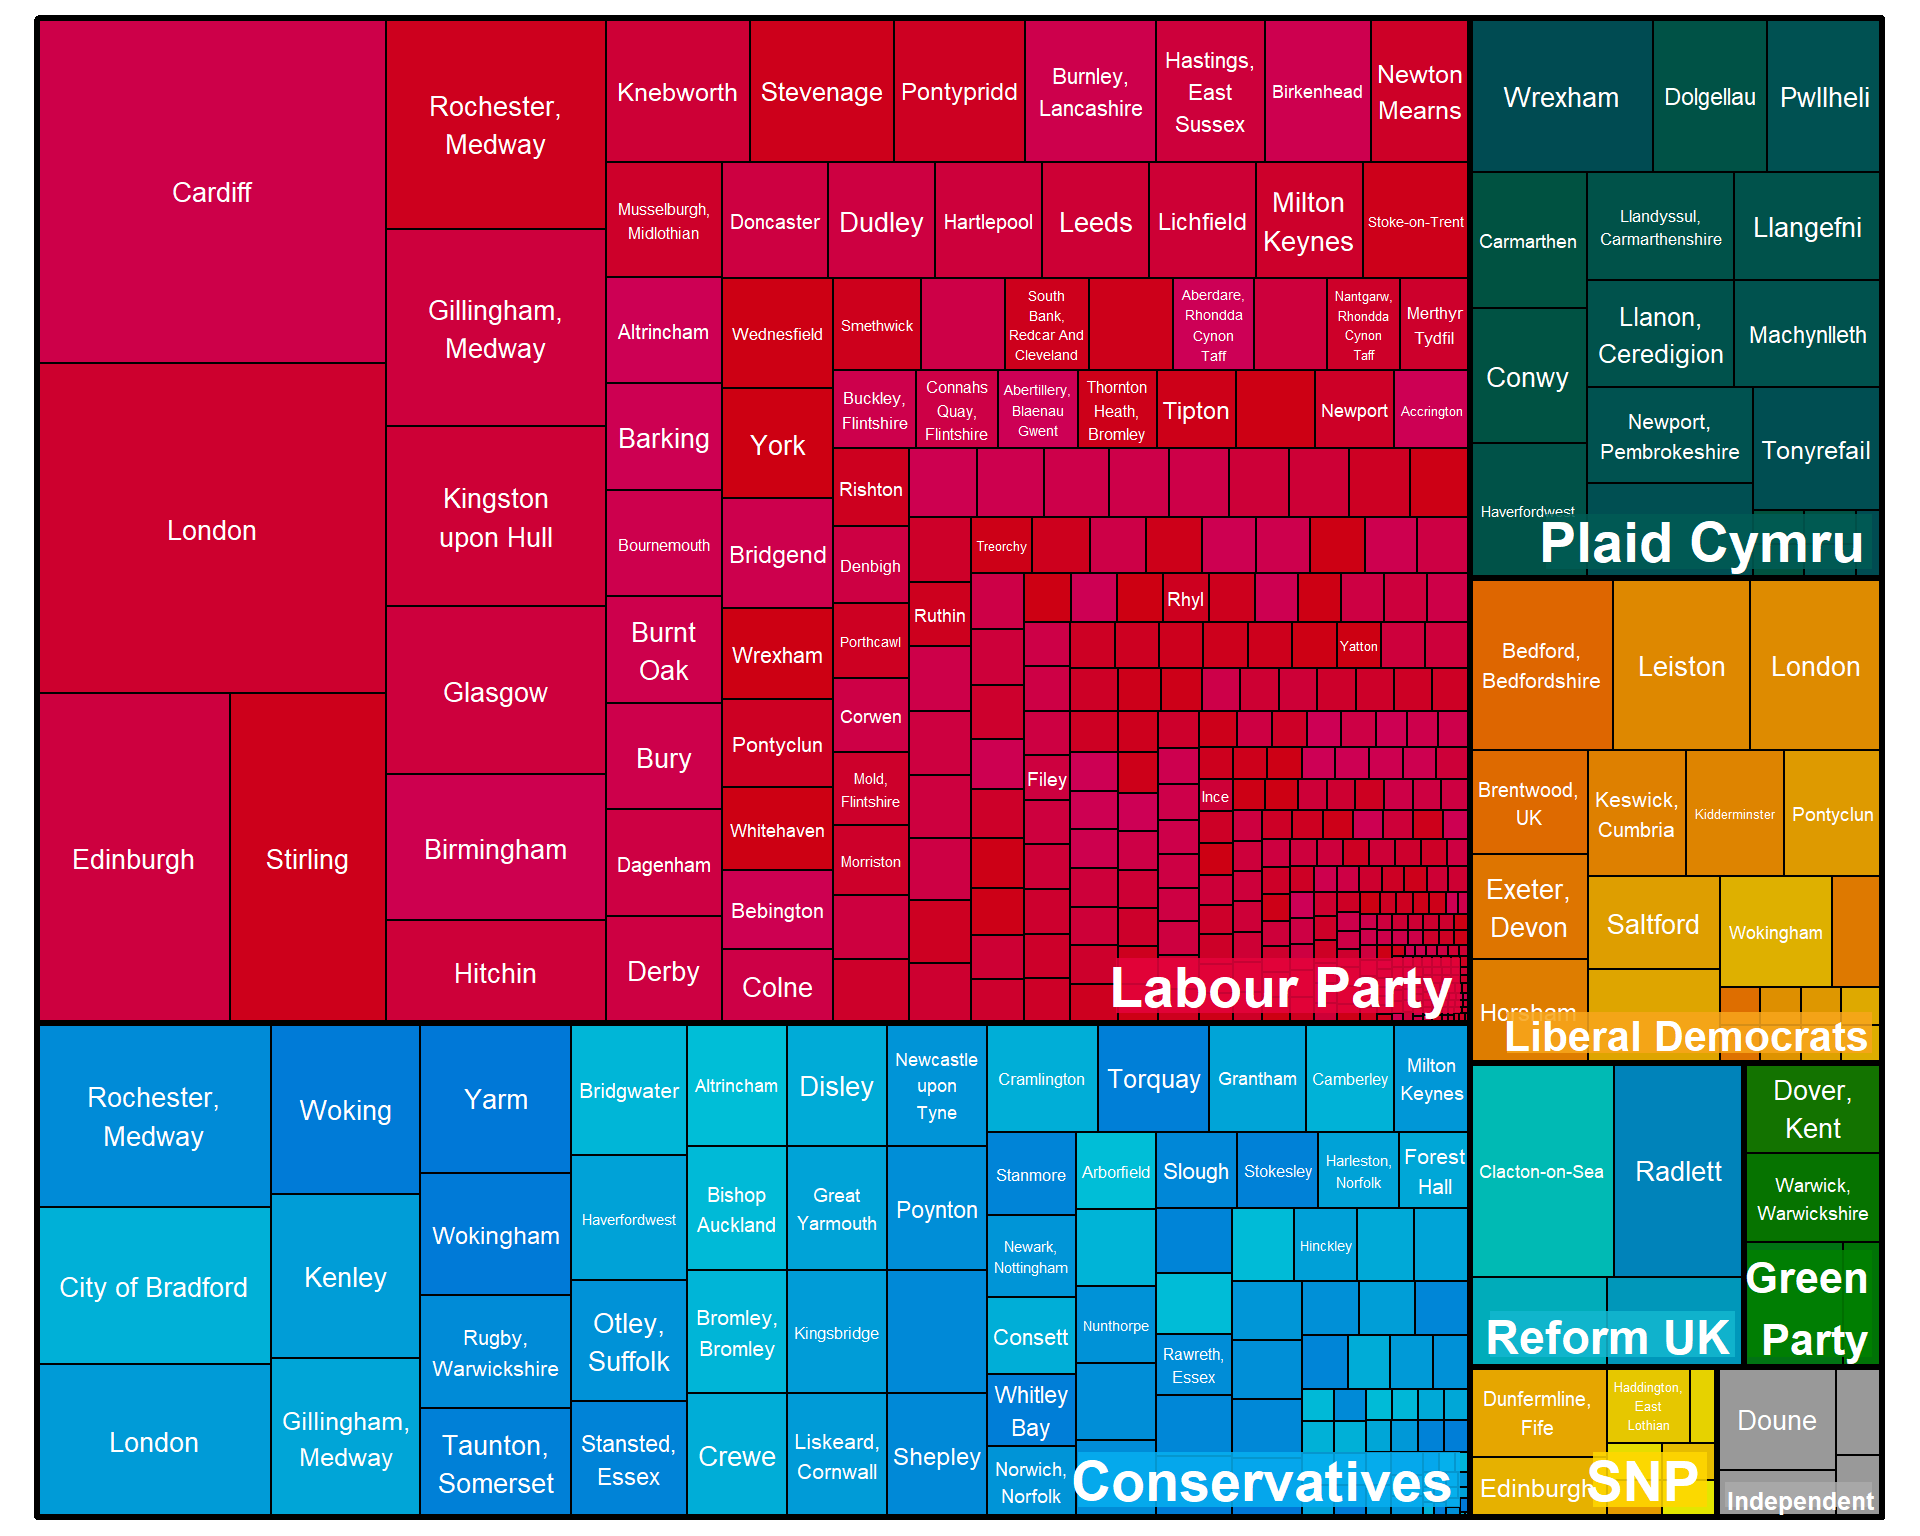 Cardiff
London
Edinburgh
Stirling
Rochester,
Medway
Gillingham,
Medway
Kingston
upon Hull
Glasgow
Birmingham
Hitchin
Knebworth
Stevenage
Pontypridd
Burnley,
Lancashire
Hastings,
East
Sussex
Birkenhead
Newton
Mearns
Musselburgh,
Midlothian
Doncaster
Dudley
Hartlepool
Leeds
Lichfield
Milton
Keynes
Stoke-on-Trent
Altrincham
Barking
Bournemouth
Burnt
Oak
Bury
Dagenham
Derby
Wednesfield
York
Bridgend
Wrexham
Pontyclun
Whitehaven
Bebington
Colne
Smethwick
South
Bank,
Redcar And
Cleveland
Aberdare,
Rhondda
Cynon
Taff
Nantgarw,
Rhondda
Cynon
Taff
Merthyr
Tydfil
Buckley,
Flintshire
Connahs
Quay,
Flintshire
Abertillery,
Blaenau
Gwent
Thornton
Heath,
Bromley
Tipton
Newport
Accrington
Rishton
Denbigh
Porthcawl
Corwen
Mold,
Flintshire
Morriston
Ruthin
Treorchy
Rhyl
Yatton
Filey
Ince
Labour Party
Wrexham
Dolgellau
Pwllheli
Carmarthen
Conwy
Haverfordwest
Llandyssul,
Carmarthenshire
Llangefni
Llanon,
Ceredigion
Machynlleth
Newport,
Pembrokeshire
Tonyrefail
Plaid Cymru
Bedford,
Bedfordshire
Leiston
London
Brentwood,
UK
Exeter,
Devon
Horsham
Keswick,
Cumbria
Kidderminster
Pontyclun
Saltford
Wokingham
Liberal Democrats
Rochester,
Medway
City of Bradford
London
Woking
Kenley
Gillingham,
Medway
Yarm
Wokingham
Rugby,
Warwickshire
Taunton,
Somerset
Bridgwater
Haverfordwest
Otley,
Suffolk
Stansted,
Essex
Altrincham
Bishop
Auckland
Bromley,
Bromley
Crewe
Disley
Great
Yarmouth
Kingsbridge
Liskeard,
Cornwall
Newcastle
upon
Tyne
Poynton
Shepley
Cramlington
Torquay
Grantham
Camberley
Milton
Keynes
Stanmore
Newark,
Nottingham
Consett
Whitley
Bay
Norwich,
Norfolk
Arborfield
Nunthorpe
Slough
Stokesley
Harleston,
Norfolk
Forest
Hall
Hinckley
Rawreth,
Essex
Conservatives
Clacton-on-Sea
Radlett
Reform UK
Dover,
Kent
Warwick,
Warwickshire
Green
Party
Dunfermline,
Fife
Edinburgh
Haddington,
East
Lothian
SNP
Doune
Independent